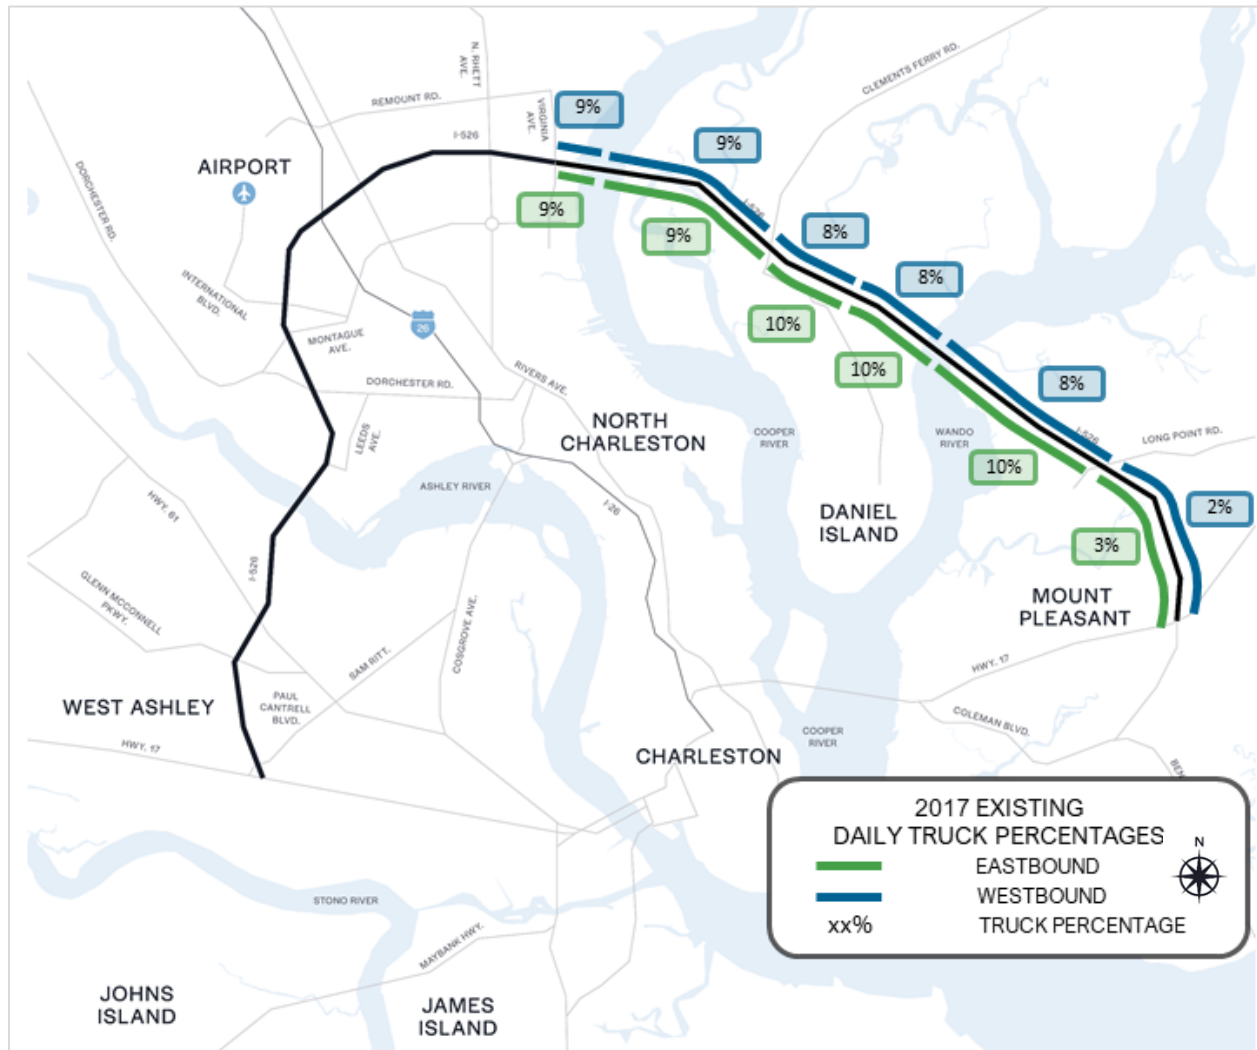 CLEMENTS FERRY RD.
N. RHETT
AVE.
REMOUNT RD.
VIRGINIA
AVE.
9%
I-526
9%
AIRPORT
DORCHESTER RD.
9%
9%
I-526
8%
8%
INTERNATIONAL
BLVD.
10%
26
MONTAGUE
AVE.
10%
8%
DORCHESTER RD.
RIVERS AVE.
LEEDS
AVE.
NORTH
CHARLESTON
COOPER
RIVER
WANDO
RIVER
I-526
LONG POINT RD.
10%
ASHLEY RIVER
HWY. 61
I-26
DANIEL
ISLAND
2%
3%
I-526
GLENN MCCONNELL
PKWY.
COSGROVE AVE.
MOUNT
PLEASANT
SAM RITT.
HWY. 17
WEST ASHLEY
PAUL
CANTRELL
BLVD.
COLEMAN BLVD.
HWY. 17
COOPER
RIVER
CHARLESTON
BEN
2017 EXISTING
DAILY TRUCK PERCENTAGES
N
EASTBOUND
WESTBOUND
xx% TRUCK PERCENTAGE
STONO RIVER
MAYBANK HWY.
JOHNS
ISLAND
JAMES
ISLAND